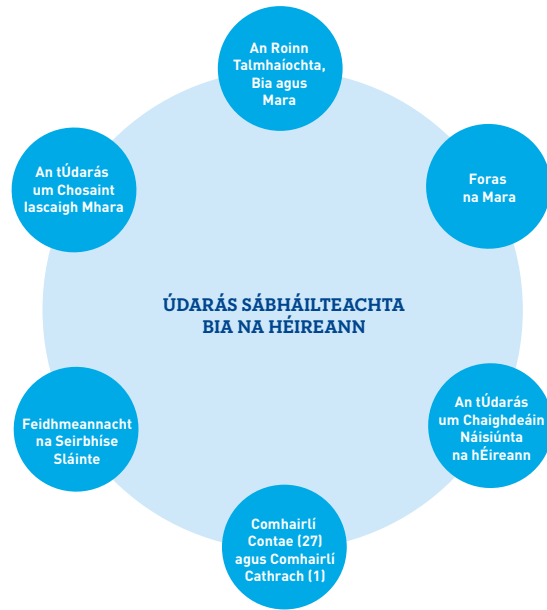 An Roinn
Talmhaíochta,
Bia agus
Mara
An tÚdarás
um Chosaint
Iascaigh Mhara
Foras
na Mara
ÚDARÁS SÁBHÁILTEACHTA
BIA NA HÉIREANN
Feidhmeannacht
na Seirbhíse
Sláinte
An tÚdarás
um Chaighdeáin
Náisiúnta
na hÉireann
Comhairlí
Contae (27)
agus Comhairlí
Cathrach (1)